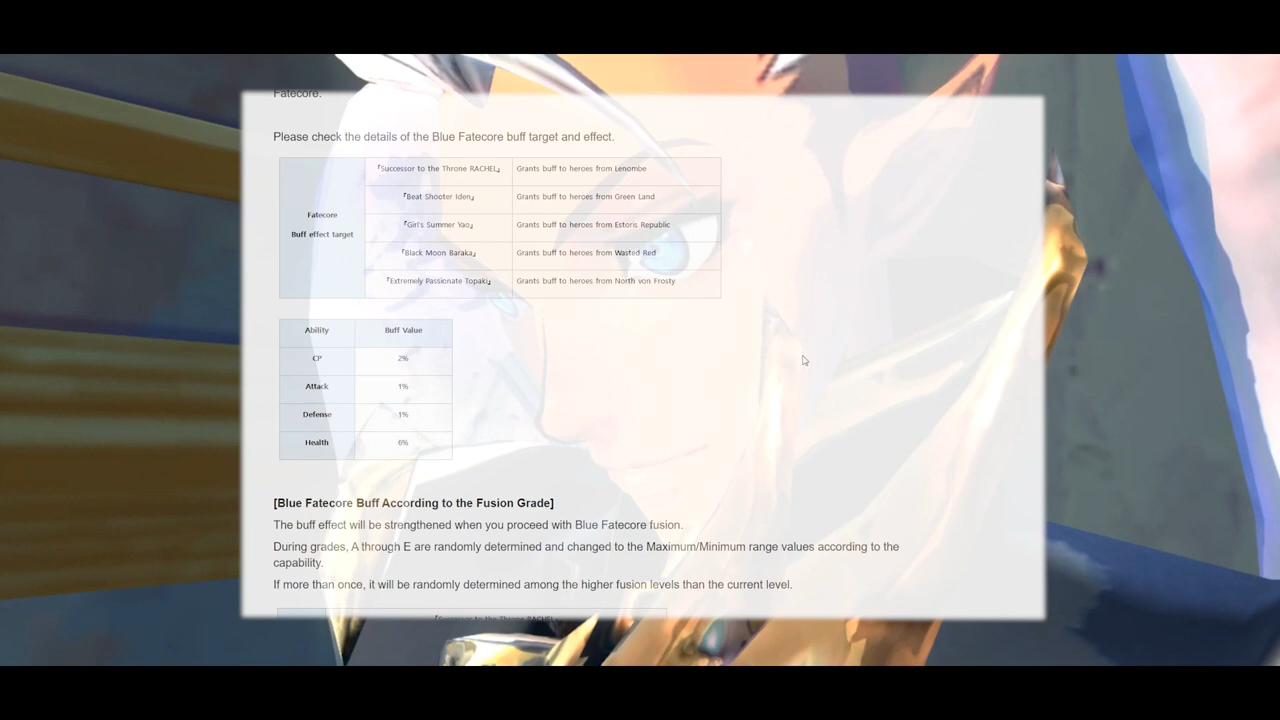 Fatecore.
Please check the details of the Blue Fatecore buff target and effect.
Fatecore
Buff effect target
『Successor to the Throne RACHEL』 Grants buff to heroes from Lenombe
『Beat Shooter Iden』 Grants buff to heroes from Green Land
『Girl's Summer Yao』 Grants buff to heroes from Estoris Republic
『Black Moon Baraka』 Grants buff to heroes from Wasted Red
『Extremely Passionate Topaki』 Grants buff to heroes from North von Frosty
Ability Buff Value
CP 2%
Attack 1%
Defense 1%
Health 6%
[Blue Fatecore Buff According to the Fusion Grade]
The buff effect will be strengthened when you proceed with Blue Fatecore fusion.
During grades, A through E are randomly determined and changed to the Maximum/Minimum range values according to the
capability.
If more than once, it will be randomly determined among the higher fusion levels than the current level.
『Successor to the Throne RACHEL』